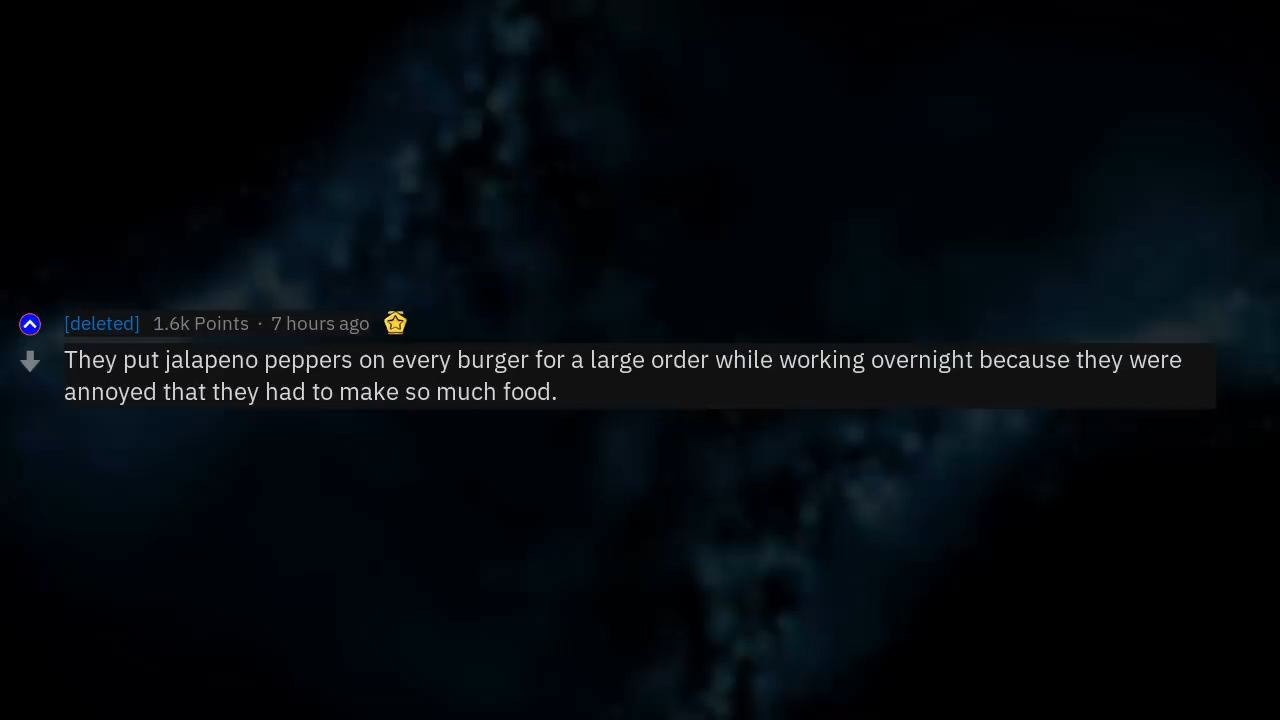 [deleted] 1.6k Points · 7 hours ago
They put jalapeno peppers on every burger for a large order while working overnight because they were
annoyed that they had to make so much food.